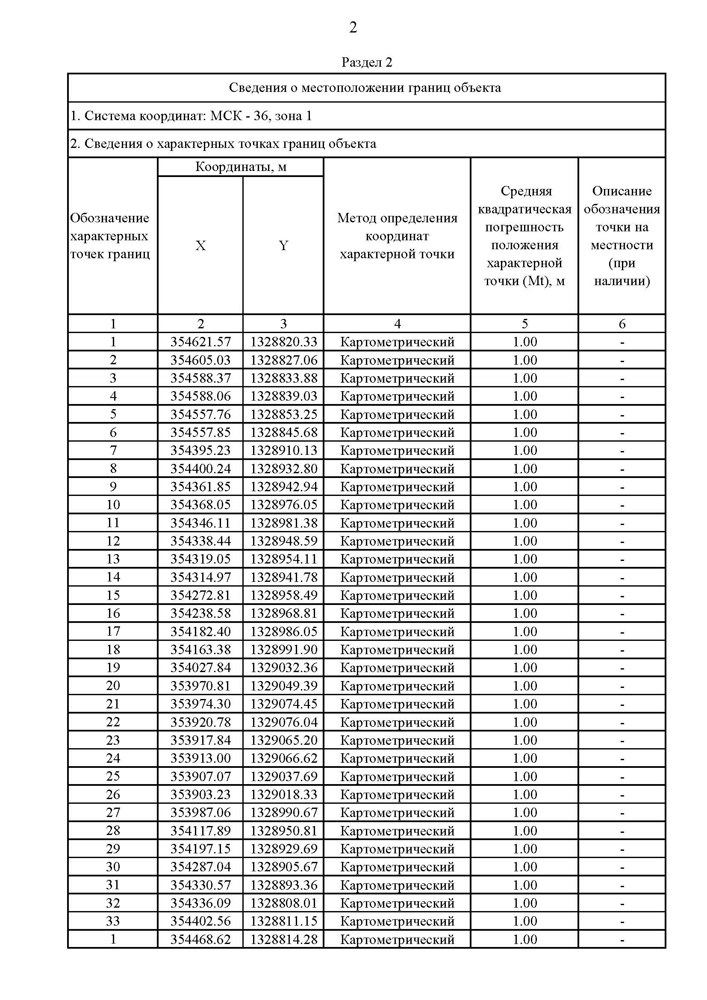 2
Раздел 2
Сведения о местоположении границ объекта
1. Система координат: МСК - 36, зона 1
2. Сведения о характерных точках границ объекта
Обозначение характерных точек границ
Координаты, м
X
Y
Метод определения координат характерной точки
Средняя квадратическая погрешность положения характерной точки (Mt), м
Описание обозначения точки на местности (при наличии)
1 2 3 4 5 6
1 354621.57 1328820.33 Картометрический 1.00 -
2 354605.03 1328827.06 Картометрический 1.00 -
3 354588.37 1328833.88 Картометрический 1.00 -
4 354588.06 1328839.03 Картометрический 1.00 -
5 354557.76 1328853.25 Картометрический 1.00 -
6 354557.85 1328845.68 Картометрический 1.00 -
7 354395.23 1328910.13 Картометрический 1.00 -
8 354400.24 1328932.80 Картометрический 1.00 -
9 354361.85 1328942.94 Картометрический 1.00 -
10 354368.05 1328976.05 Картометрический 1.00 -
11 354346.11 1328981.38 Картометрический 1.00 -
12 354338.44 1328948.59 Картометрический 1.00 -
13 354319.05 1328954.11 Картометрический 1.00 -
14 354314.97 1328941.78 Картометрический 1.00 -
15 354272.81 1328958.49 Картометрический 1.00 -
16 354238.58 1328968.81 Картометрический 1.00 -
17 354182.40 1328986.05 Картометрический 1.00 -
18 354163.38 1328991.90 Картометрический 1.00 -
19 354027.84 1329032.36 Картометрический 1.00 -
20 353970.81 1329049.39 Картометрический 1.00 -
21 353974.30 1329074.45 Картометрический 1.00 -
22 353920.78 1329076.04 Картометрический 1.00 -
23 353917.84 1329065.20 Картометрический 1.00 -
24 353913.00 1329066.62 Картометрический 1.00 -
25 353907.07 1329037.69 Картометрический 1.00 -
26 353903.23 1329018.33 Картометрический 1.00 -
27 353987.06 1328990.67 Картометрический 1.00 -
28 354117.89 1328950.81 Картометрический 1.00 -
29 354197.15 1328929.69 Картометрический 1.00 -
30 354287.04 1328905.67 Картометрический 1.00 -
31 354330.57 1328893.36 Картометрический 1.00 -
32 354336.09 1328808.01 Картометрический 1.00 -
33 354402.56 1328811.15 Картометрический 1.00 -
1 354468.62 1328814.28 Картометрический 1.00 -